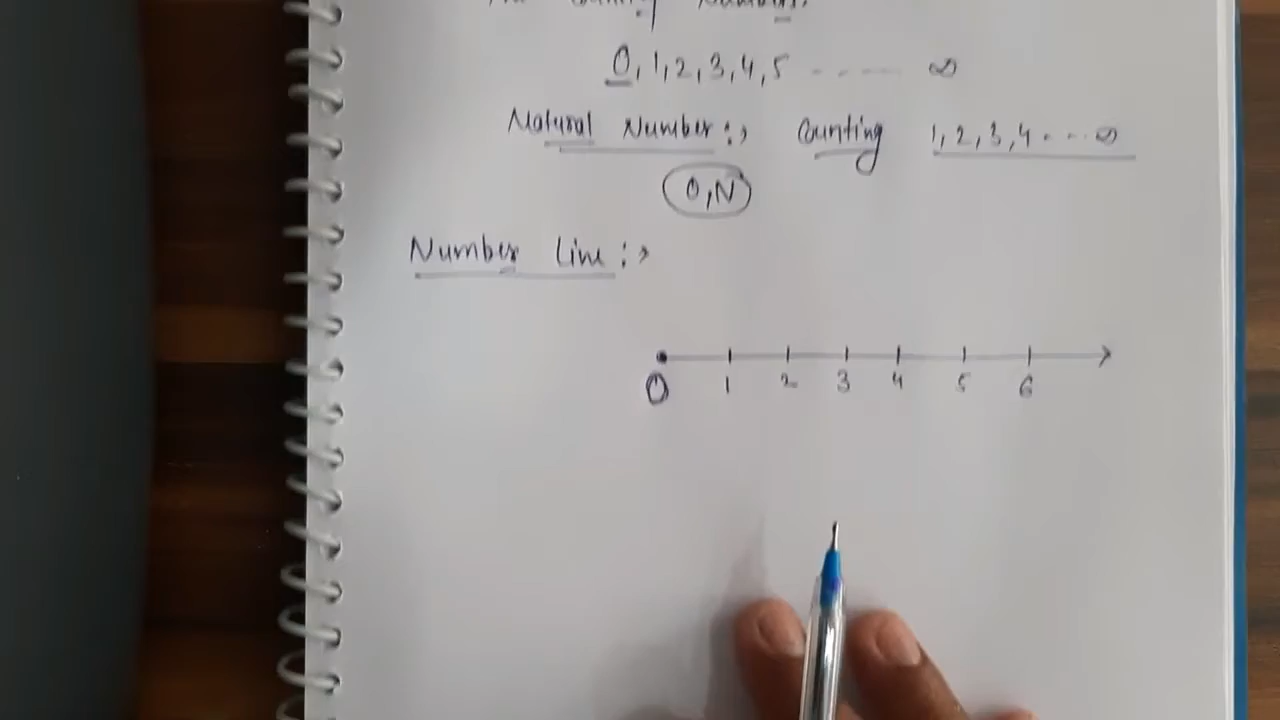 Numbers.
0, 1, 2, 3, 4, 5 ----- ∞
Natural Number :→ Counting 1, 2, 3, 4 - - - ∞
0, N
Number Line :→
0 1 2 3 4 5 6